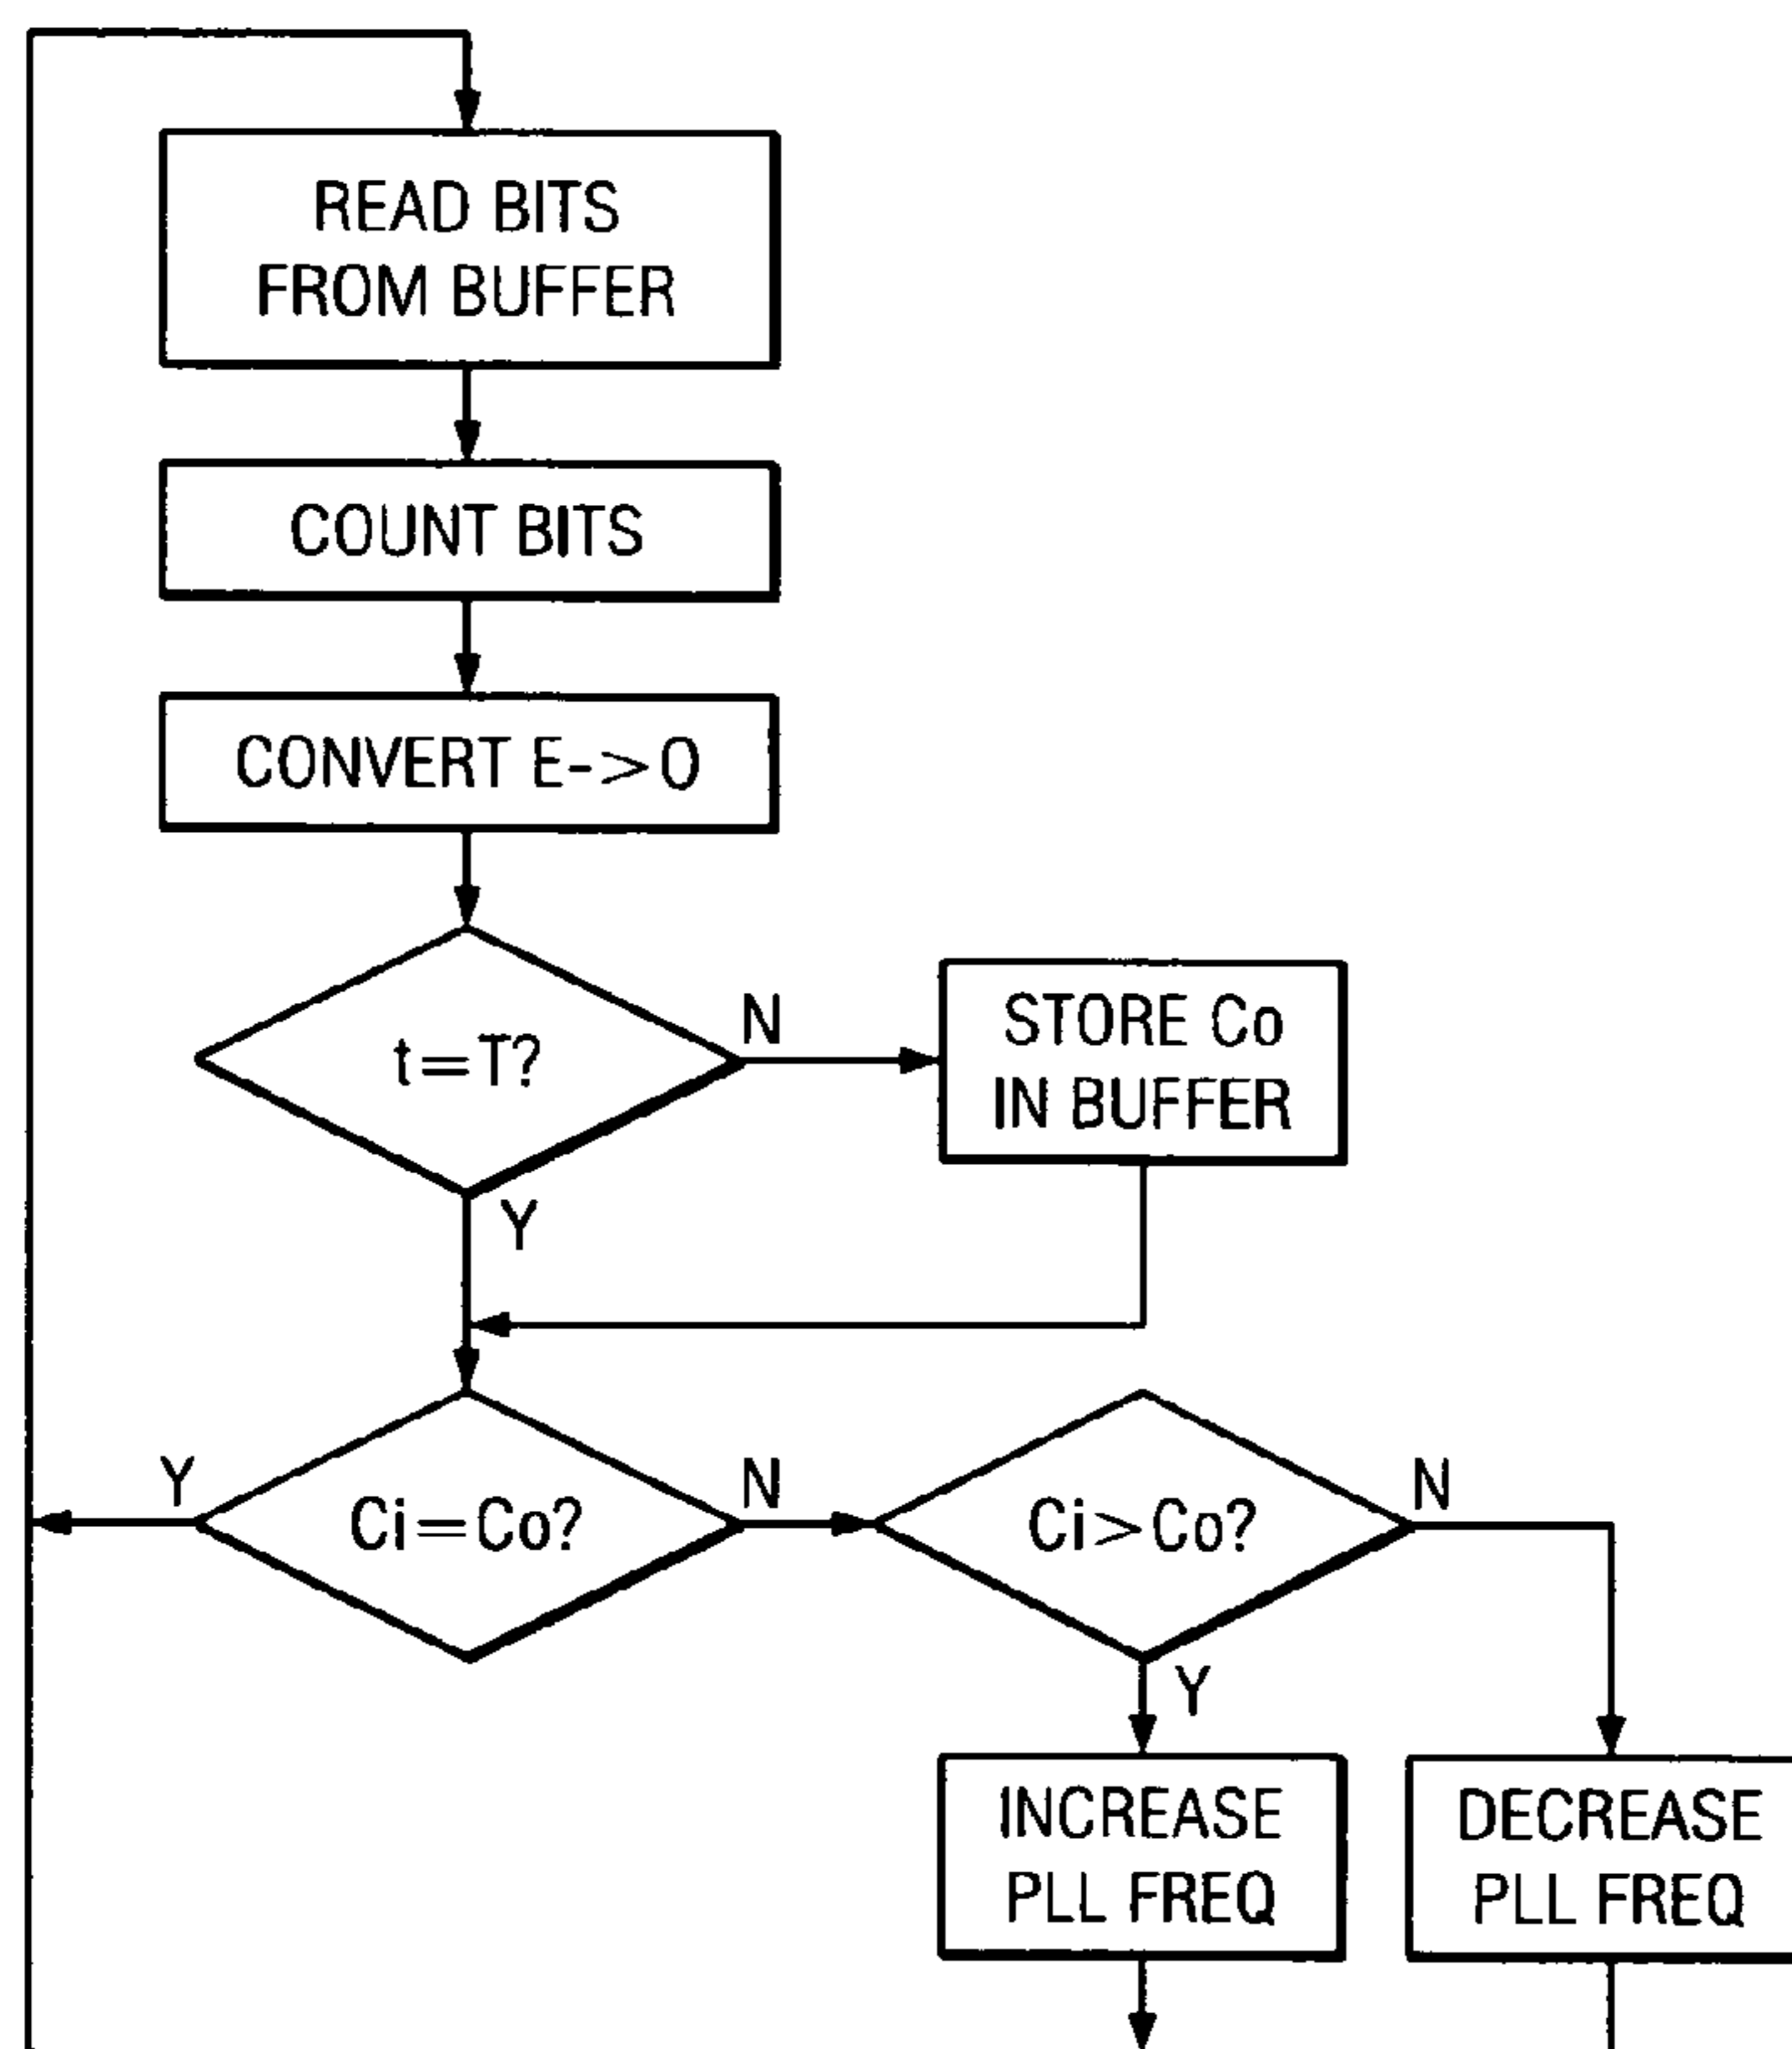 READ BITS
FROM BUFFER
COUNT BITS
CONVERT E->O
t=T?
N
STORE Co
IN BUFFER
Y
Y
Ci=Co?
N
Ci>Co?
N
Y
INCREASE
PLL FREQ
DECREASE
PLL FREQ